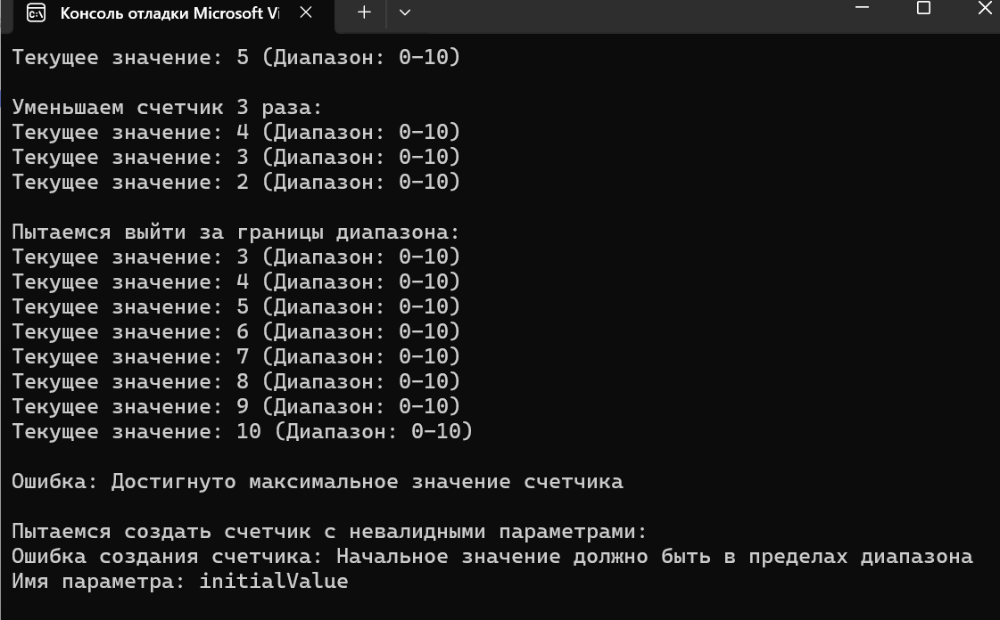 Консоль отладки Microsoft Vi
Текущее значение: 5 (Диапазон: 0-10)
Уменьшаем счетчик 3 раза:
Текущее значение: 4 (Диапазон: 0-10)
Текущее значение: 3 (Диапазон: 0-10)
Текущее значение: 2 (Диапазон: 0-10)
Пытаемся выйти за границы диапазона:
Текущее значение: 3 (Диапазон: 0-10)
Текущее значение: 4 (Диапазон: 0-10)
Текущее значение: 5 (Диапазон: 0-10)
Текущее значение: 6 (Диапазон: 0-10)
Текущее значение: 7 (Диапазон: 0-10)
Текущее значение: 8 (Диапазон: 0-10)
Текущее значение: 9 (Диапазон: 0-10)
Текущее значение: 10 (Диапазон: 0-10)
Ошибка: Достигнуто максимальное значение счетчика
Пытаемся создать счетчик с невалидными параметрами:
Ошибка создания счетчика: Начальное значение должно быть в пределах диапазона
Имя параметра: initialValue